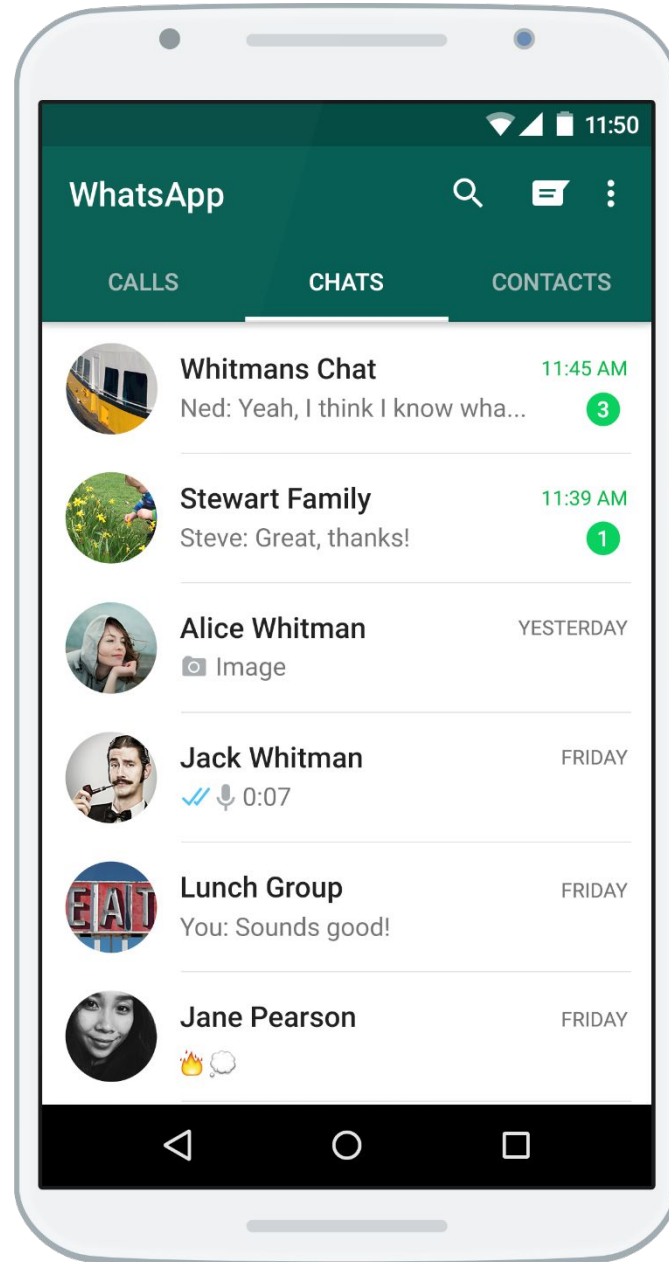 11:50
WhatsApp
CALLS CHATS CONTACTS
Whitmans Chat 11:45 AM
Ned: Yeah, I think I know wha... 3
Stewart Family 11:39 AM
Steve: Great, thanks! 1
Alice Whitman YESTERDAY
Image
Jack Whitman FRIDAY
0:07
EAT
Lunch Group FRIDAY
You: Sounds good!
Jane Pearson FRIDAY
🔥💭